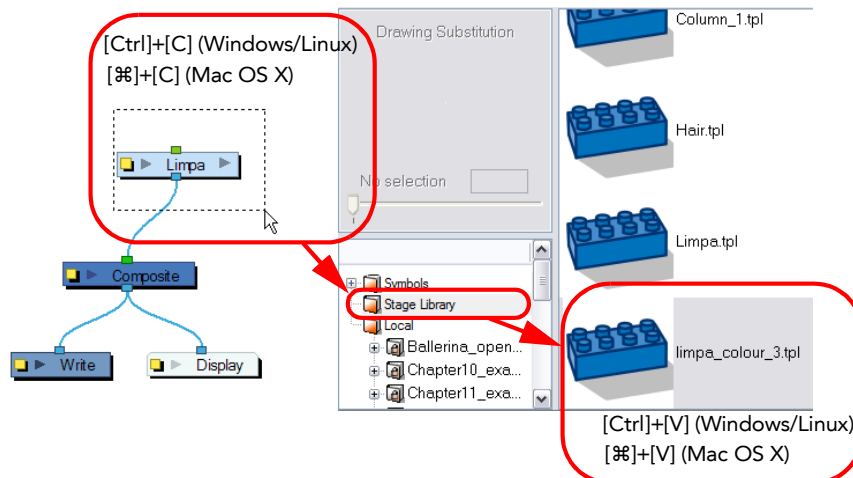 [Ctrl]+[C] (Windows/Linux)
[⌘]+[C] (Mac OS X)
Limpa
Composite
Write
Display
Drawing Substitution
No selection
Symbols
Stage Library
Local
Ballerina_open...
Chapter10_exa...
Chapter11_exa...
Column_1.tpl
Hair.tpl
Limpa.tpl
limpa_colour_3.tpl
[Ctrl]+[V] (Windows/Linux)
[⌘]+[V] (Mac OS X)